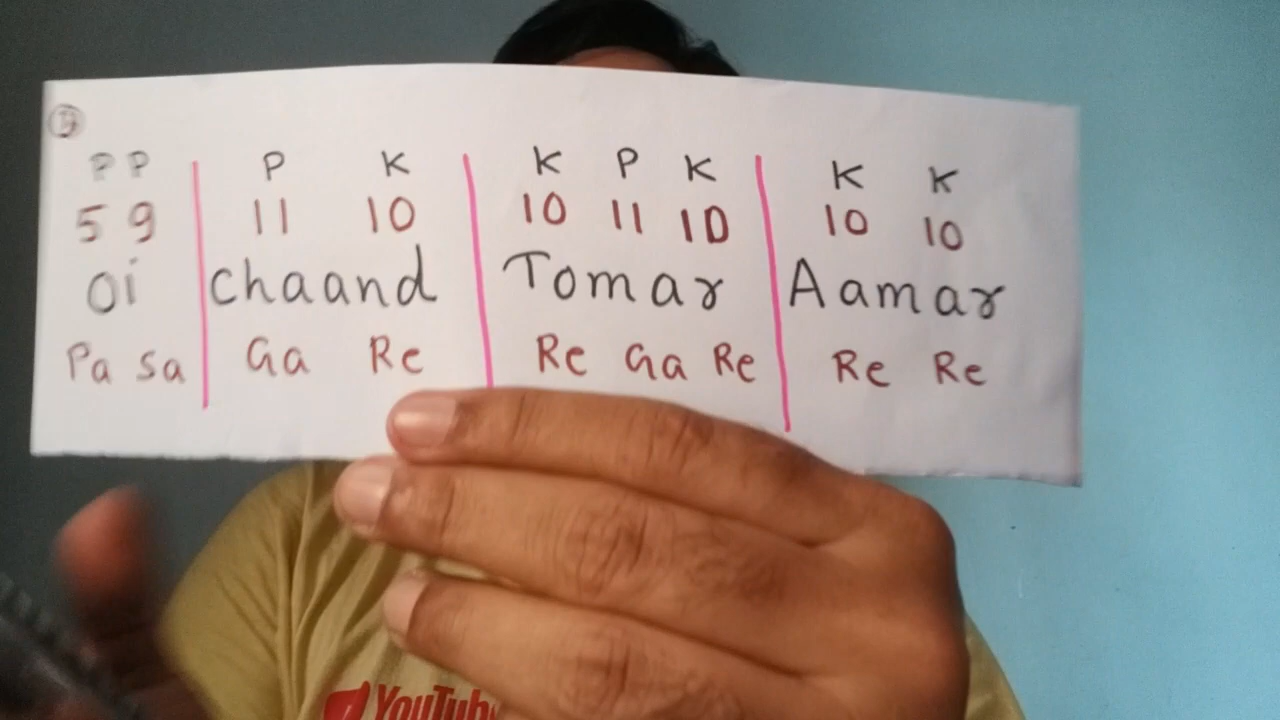 P P P K K P K K K
5 9 11 10 10 11 10 10 10
Oi chaand Tomar Aamar
Pa Sa Ga Re Re Ga Re Re Re
YouTub